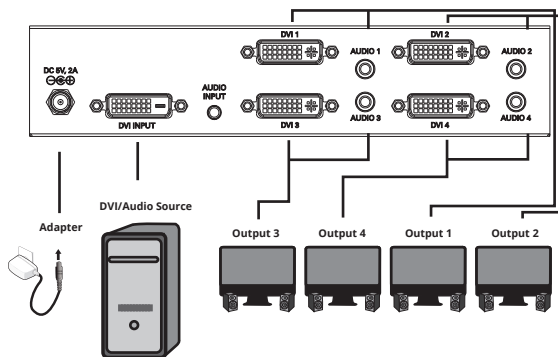 DVI 1
DVI 2
AUDIO 1
AUDIO 2
DC 5V, 2A
AUDIO
INPUT
DVI INPUT
DVI 3
AUDIO 3
DVI 4
AUDIO 4
DVI/Audio Source
Adapter
Output 3
Output 4
Output 1
Output 2